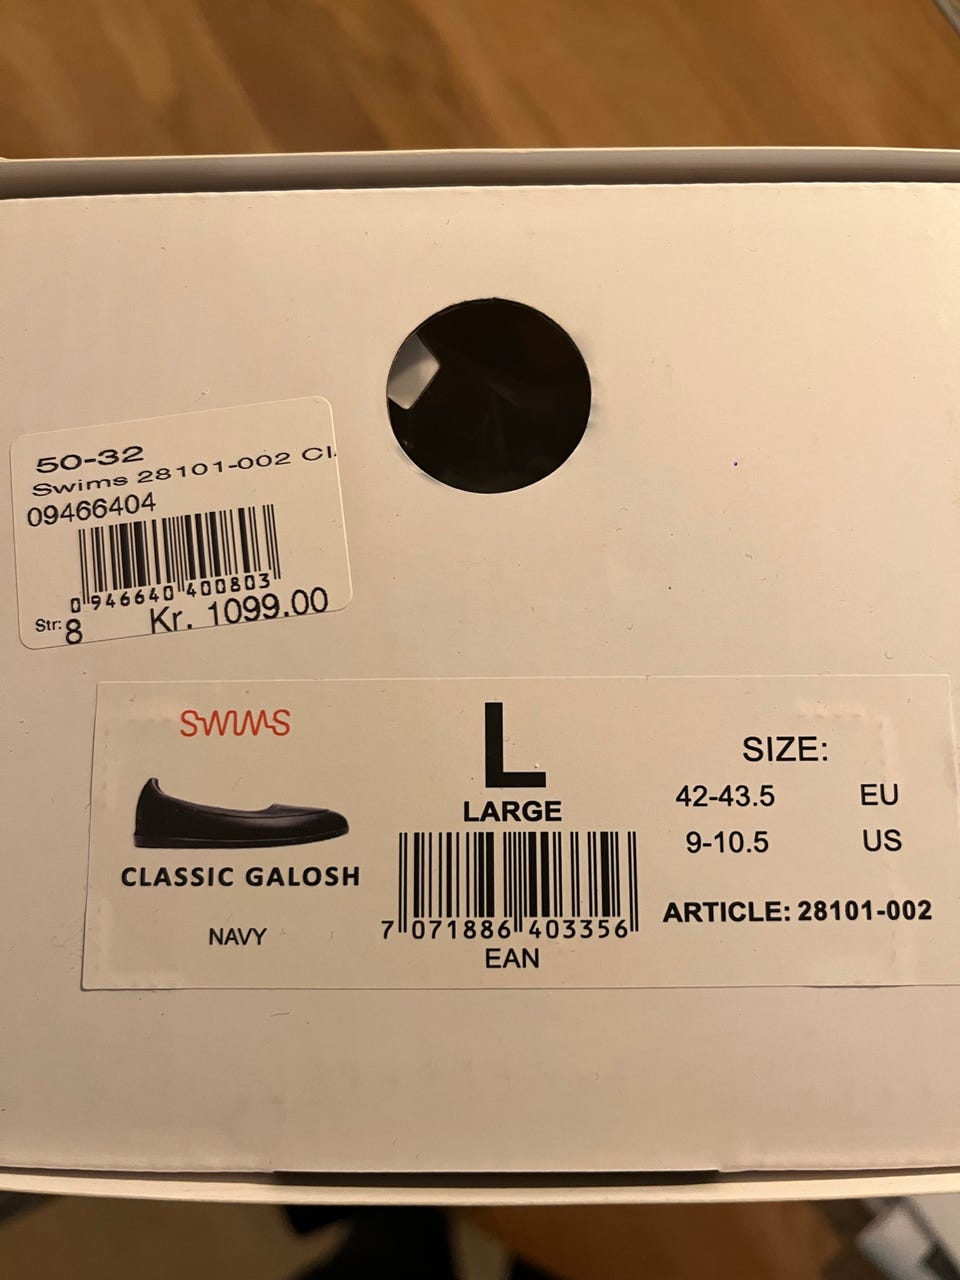 50-32
Swims 28101-002 Cl.
09466404
0 946640 400803
Str: 8 Kr. 1099.00
SWIMS
CLASSIC GALOSH
NAVY
L
LARGE
7 071886 403356
EAN
SIZE:
42-43.5 EU
9-10.5 US
ARTICLE: 28101-002